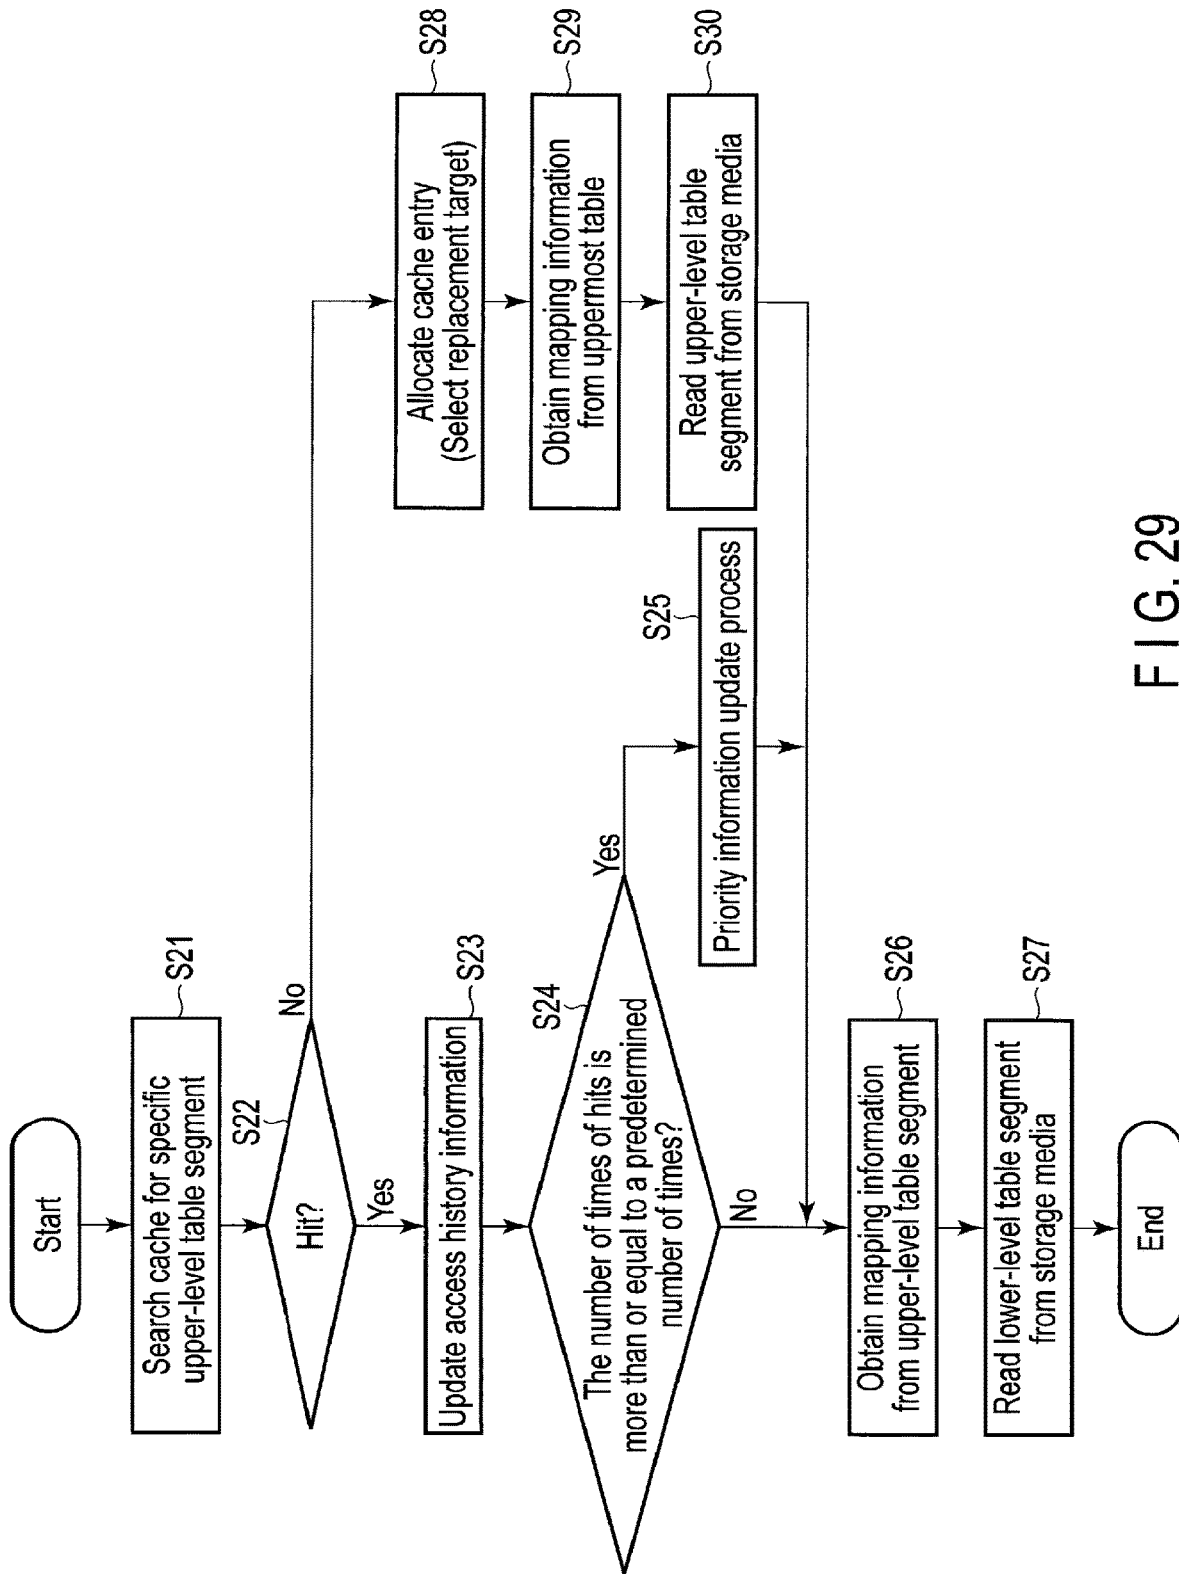 Start
Search cache for specific
upper-level table segment
S21
Hit?
S22
No
Yes
Update access history information
S23
The number of times of hits is
more than or equal to a predetermined
number of times?
S24
Yes
No
Priority information update process
S25
Obtain mapping information
from upper-level table segment
S26
Read lower-level table segment
from storage media
S27
End
Allocate cache entry
(Select replacement target)
S28
Obtain mapping information
from uppermost table
S29
Read upper-level table
segment from storage media
S30
FIG. 29